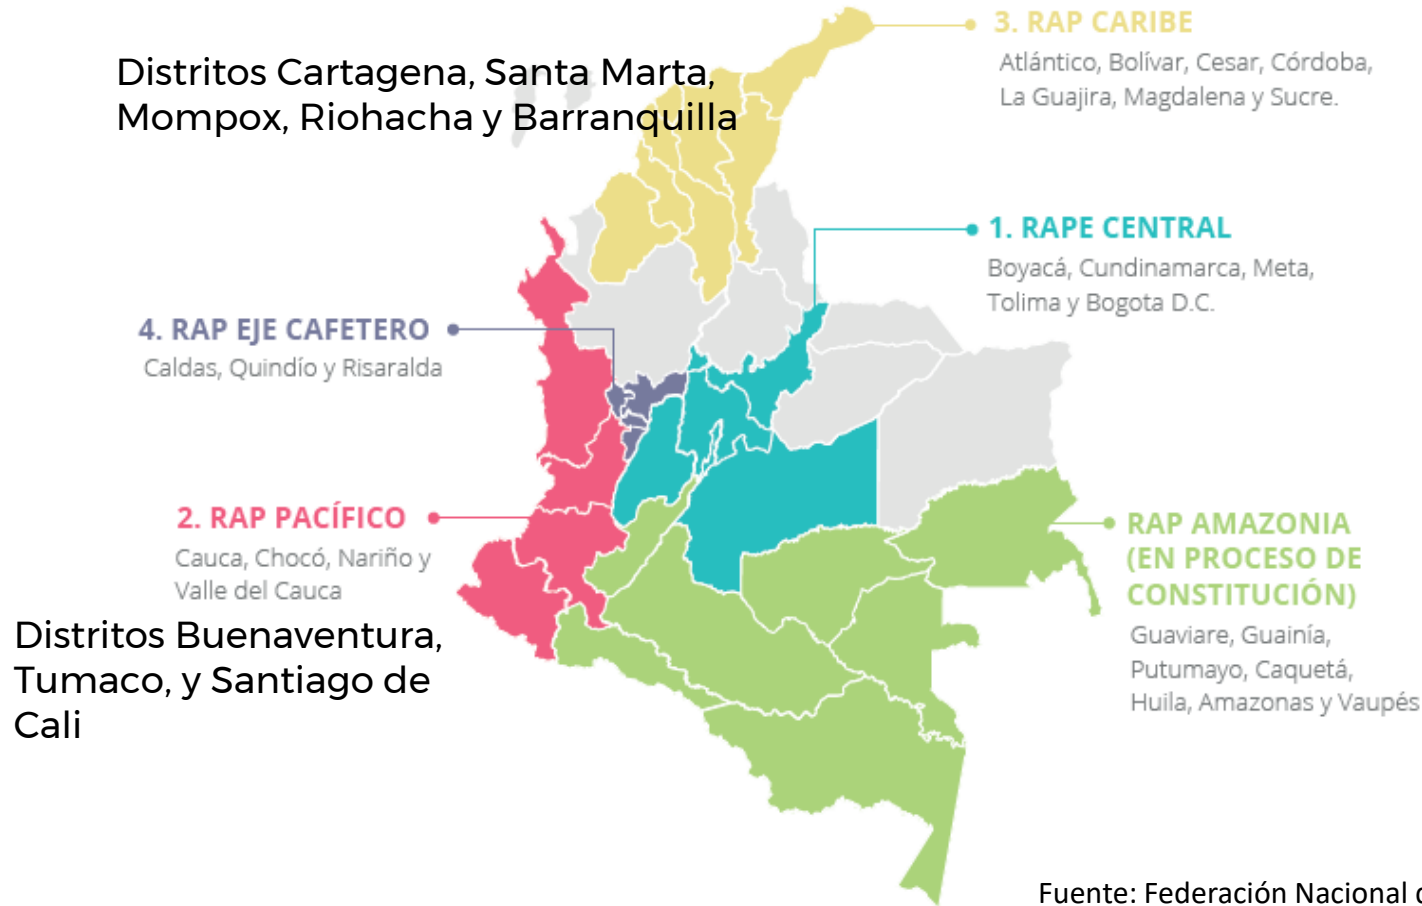 3. RAP CARIBE
Atlántico, Bolívar, Cesar, Córdoba,
La Guajira, Magdalena y Sucre.
Distritos Cartagena, Santa Marta,
Mompox, Riohacha y Barranquilla
1. RAPE CENTRAL
Boyacá, Cundinamarca, Meta,
Tolima y Bogota D.C.
4. RAP EJE CAFETERO
Caldas, Quindío y Risaralda
2. RAP PACÍFICO
Cauca, Chocó, Nariño y
Valle del Cauca
Distritos Buenaventura,
Tumaco, y Santiago de
Cali
RAP AMAZONIA
(EN PROCESO DE
CONSTITUCIÓN)
Guaviare, Guainía,
Putumayo, Caquetá,
Huila, Amazonas y Vaupés
Fuente: Federación Nacional